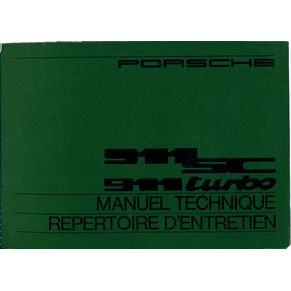 PORSCHE
911 SC
911 turbo
MANUEL TECHNIQUE
REPERTOIRE D'ENTRETIEN